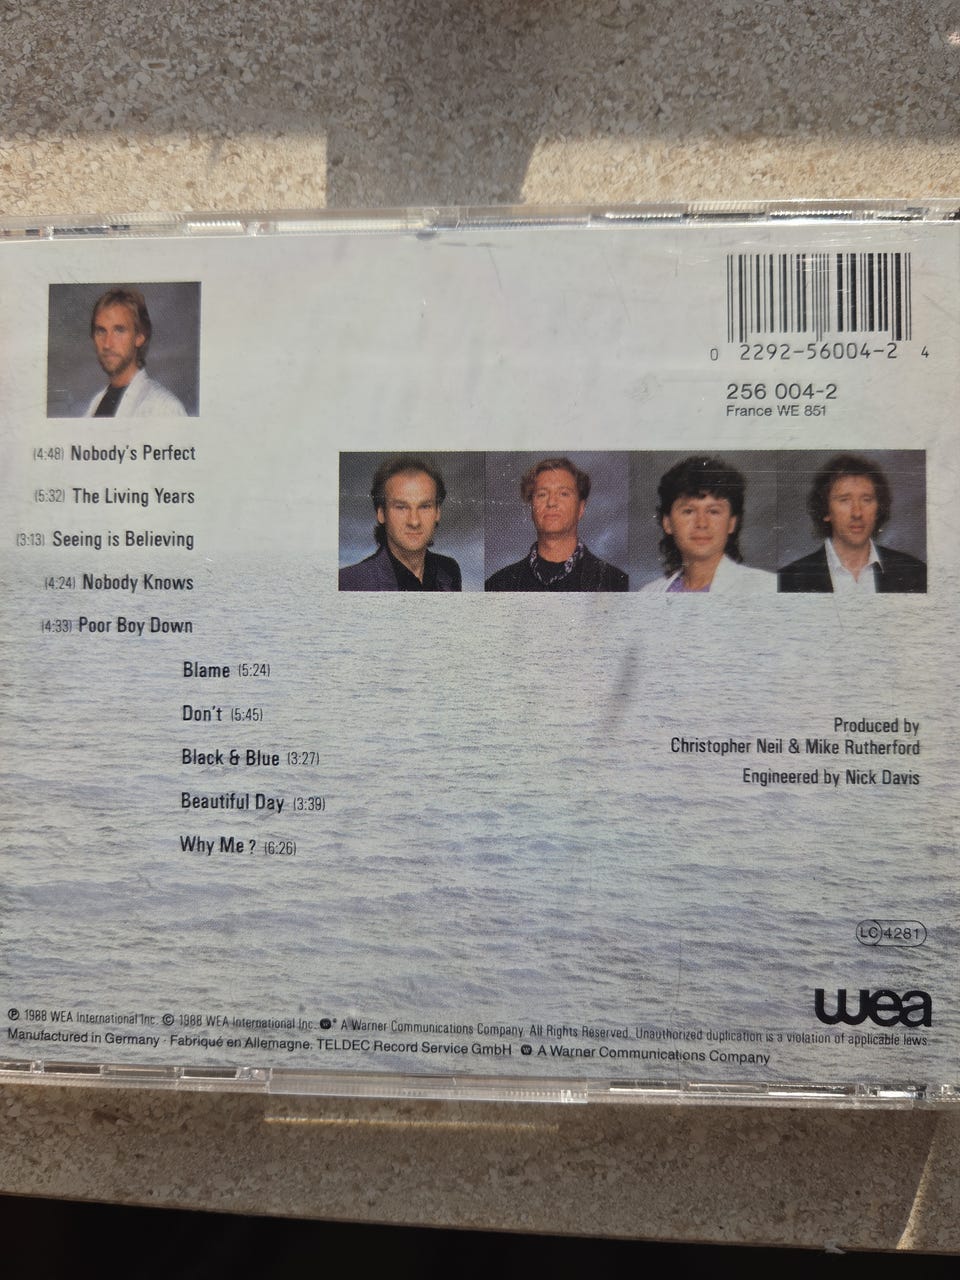 0 2292-56004-2 4
256 004-2
France WE 851
(4:48) Nobody's Perfect
(5:32) The Living Years
(3:13) Seeing is Believing
(4:24) Nobody Knows
(4:33) Poor Boy Down
Blame (5:24)
Don't (5:45)
Black & Blue (3:27)
Beautiful Day (3:39)
Why Me? (6:26)
Produced by
Christopher Neil & Mike Rutherford
Engineered by Nick Davis
LC 4281
wea
℗ 1988 WEA International Inc. © 1988 WEA International Inc. ® A Warner Communications Company. All Rights Reserved. Unauthorized duplication is a violation of applicable laws.
Manufactured in Germany · Fabriqué en Allemagne. TELDEC Record Service GmbH A Warner Communications Company